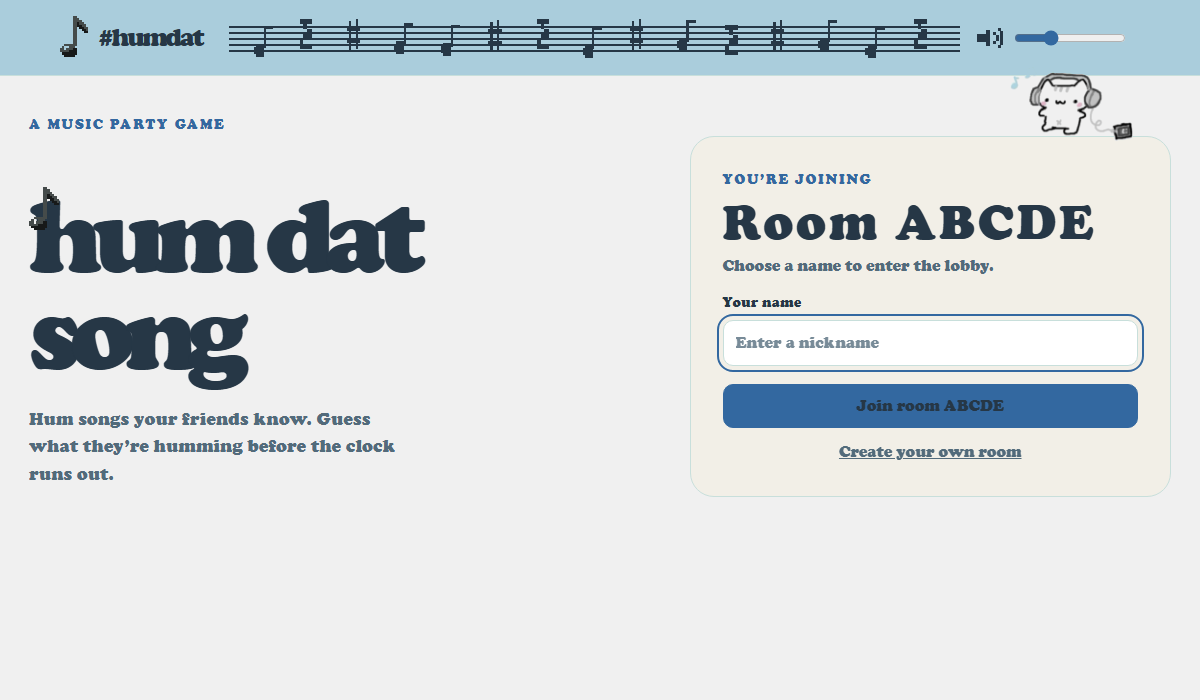 #humdat
A MUSIC PARTY GAME
hum dat
song
Hum songs your friends know. Guess
what they’re humming before the clock
runs out.
YOU’RE JOINING
Room ABCDE
Choose a name to enter the lobby.
Your name
Enter a nickname
Join room ABCDE
Create your own room